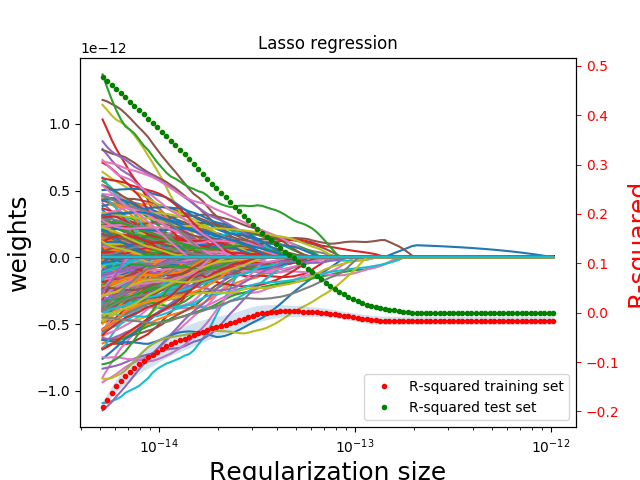 Lasso regression
1e−12
1.0
0.5
0.0
−0.5
−1.0
weights
0.5
0.4
0.3
0.2
0.1
0.0
−0.1
−0.2
R-squared
R-squared training set
R-squared test set
10⁻¹⁴
10⁻¹³
10⁻¹²
Regularization size